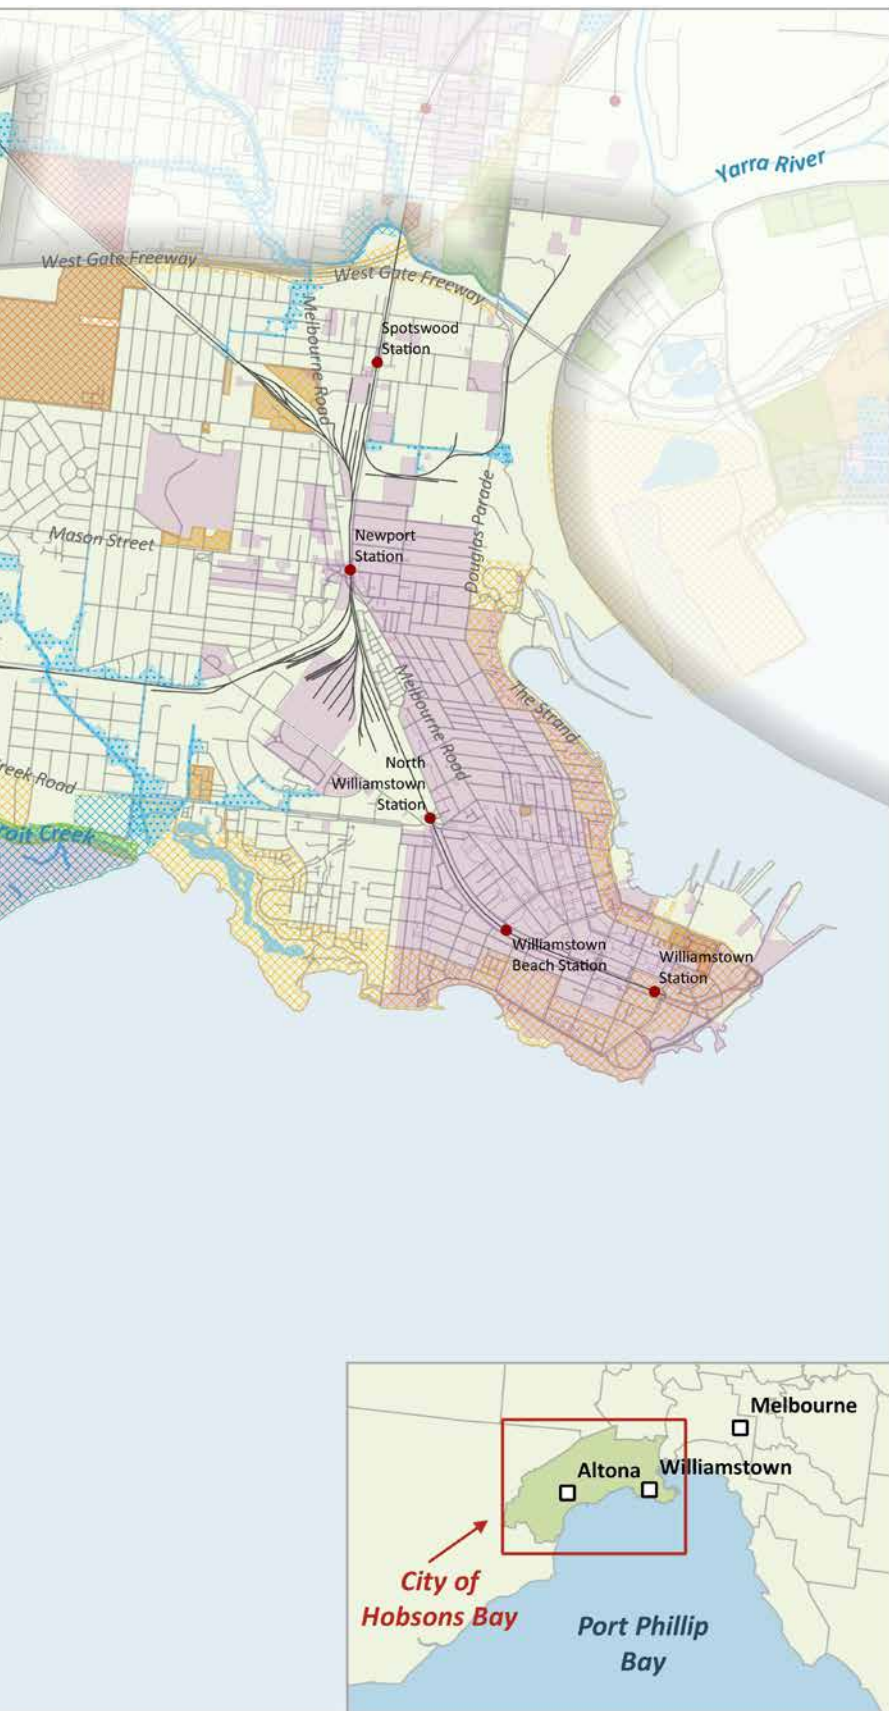 Yarra River
West Gate Freeway
West Gate Freeway
Melbourne Road
Spotswood
Station
Douglas Parade
Mason Street
Newport
Station
Melbourne Road
The Strand
North
Williamstown
Station
reek Road
rait Creek
Williamstown
Beach Station
Williamstown
Station
Melbourne
Altona
Williamstown
City of
Hobsons Bay
Port Phillip
Bay